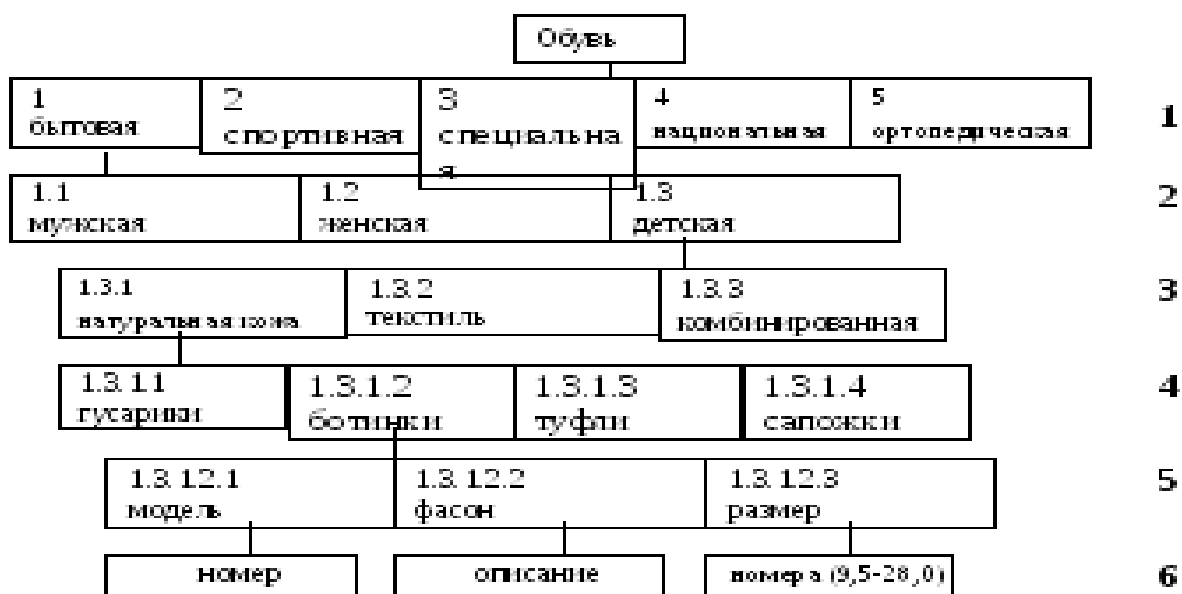 Обувь
1
бытовая
2
спортивная
3
специальна
я
4
национальная
5
ортопедическая
1
1.1
мужская
1.2
женская
1.3
детская
2
1.3.1
натуральная кожа
1.3.2
текстиль
1.3.3
комбинированная
3
1.3.1.1
гусарики
1.3.1.2
ботинки
1.3.1.3
туфли
1.3.1.4
сапожки
4
1.3.12.1
модель
1.3.12.2
фасон
1.3.12.3
размер
5
номер
описание
номера (9,5-28,0)
6